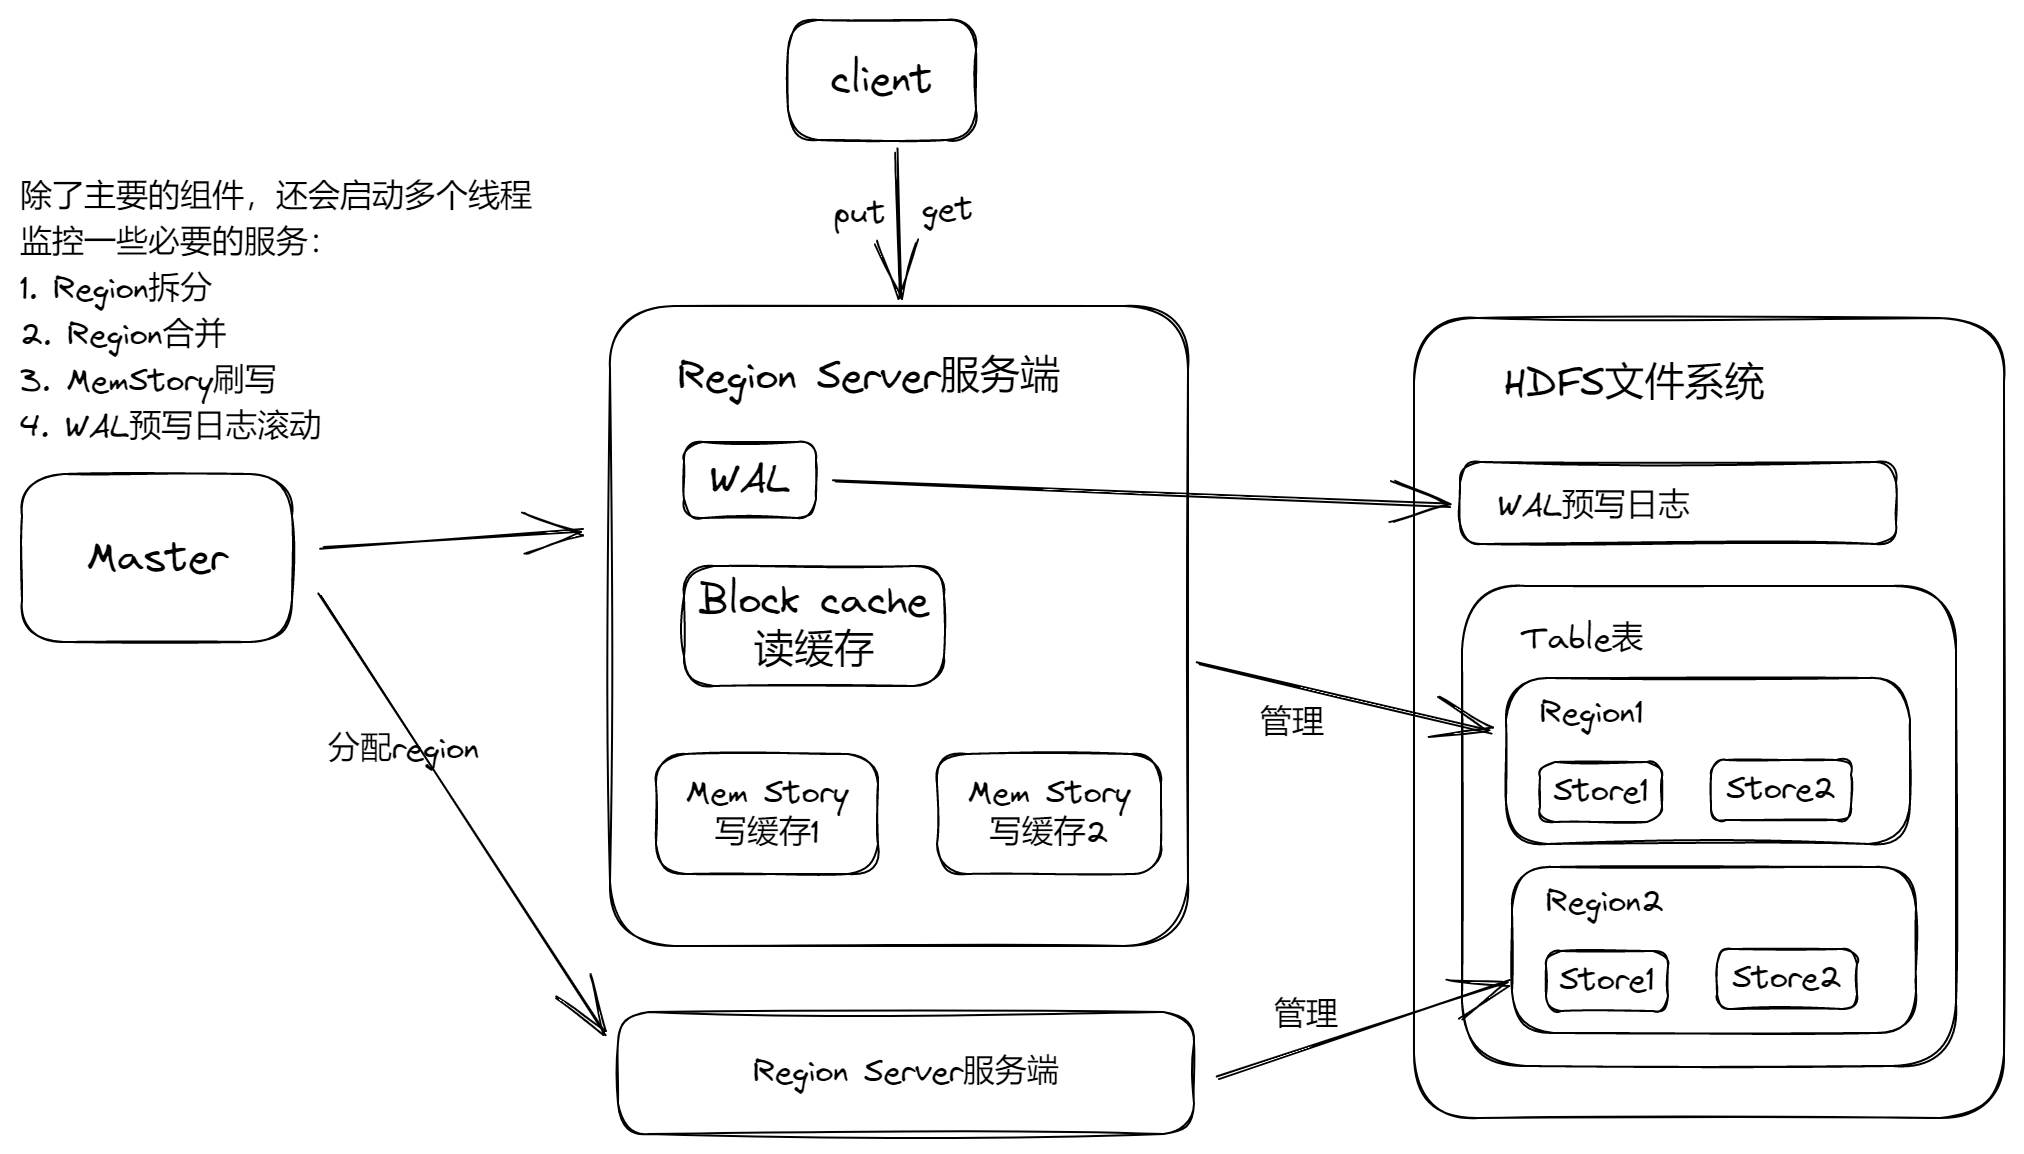 client
put
get
除了主要的组件，还会启动多个线程
监控一些必要的服务：
1. Region拆分
2. Region合并
3. MemStory刷写
4. WAL预写日志滚动
Master
分配region
Region Server服务端
WAL
Block cache
读缓存
Mem Story
写缓存1
Mem Story
写缓存2
Region Server服务端
管理
管理
HDFS文件系统
WAL预写日志
Table表
Region1
Store1
Store2
Region2
Store1
Store2